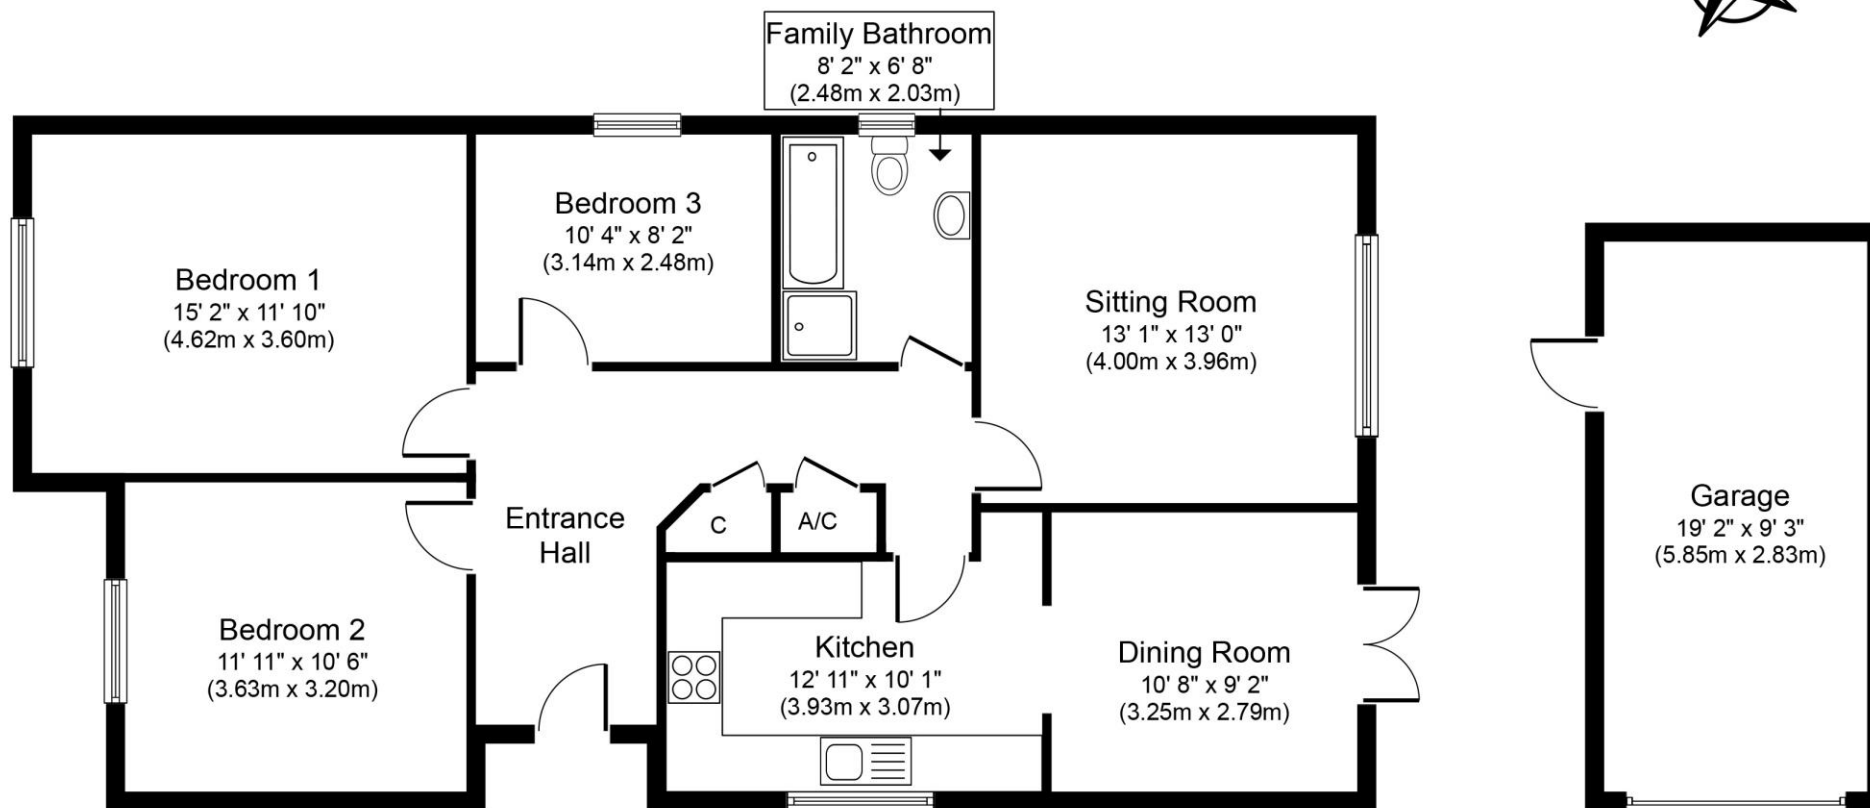 Family Bathroom
8' 2" x 6' 8"
(2.48m x 2.03m)
Bedroom 1
15' 2" x 11' 10"
(4.62m x 3.60m)
Bedroom 3
10' 4" x 8' 2"
(3.14m x 2.48m)
Sitting Room
13' 1" x 13' 0"
(4.00m x 3.96m)
Garage
19' 2" x 9' 3"
(5.85m x 2.83m)
Entrance
Hall
C
A/C
Bedroom 2
11' 11" x 10' 6"
(3.63m x 3.20m)
Kitchen
12' 11" x 10' 1"
(3.93m x 3.07m)
Dining Room
10' 8" x 9' 2"
(3.25m x 2.79m)